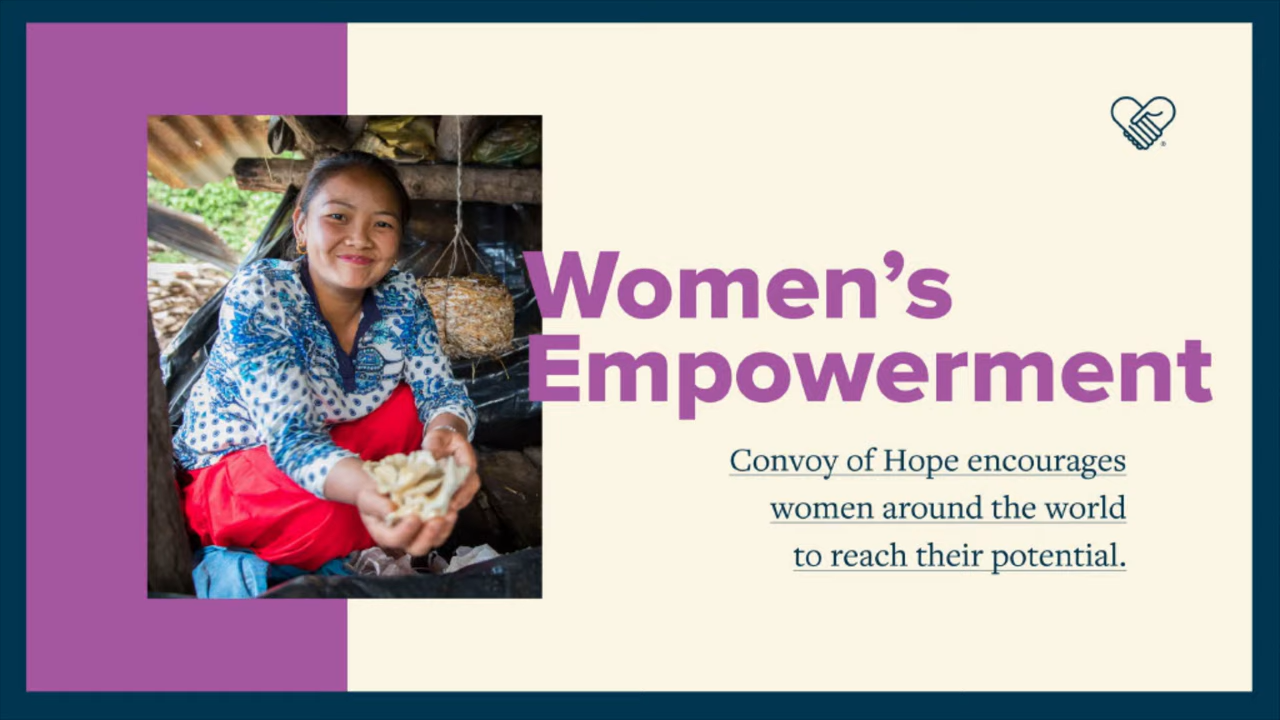 Women’s
Empowerment
Convoy of Hope encourages
women around the world
to reach their potential.